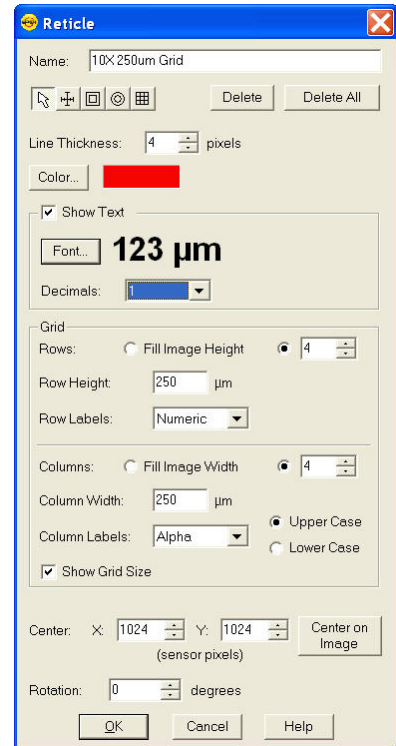 Reticle
Name: 10X 250um Grid
Delete Delete All
Line Thickness: 4 pixels
Color...
Show Text
Font... 123 µm
Decimals: 1
Grid
Rows: Fill Image Height 4
Row Height: 250 µm
Row Labels: Numeric
Columns: Fill Image Width 4
Column Width: 250 µm
Column Labels: Alpha
Upper Case
Lower Case
Show Grid Size
Center: X: 1024 Y: 1024 Center on Image
(sensor pixels)
Rotation: 0 degrees
OK Cancel Help